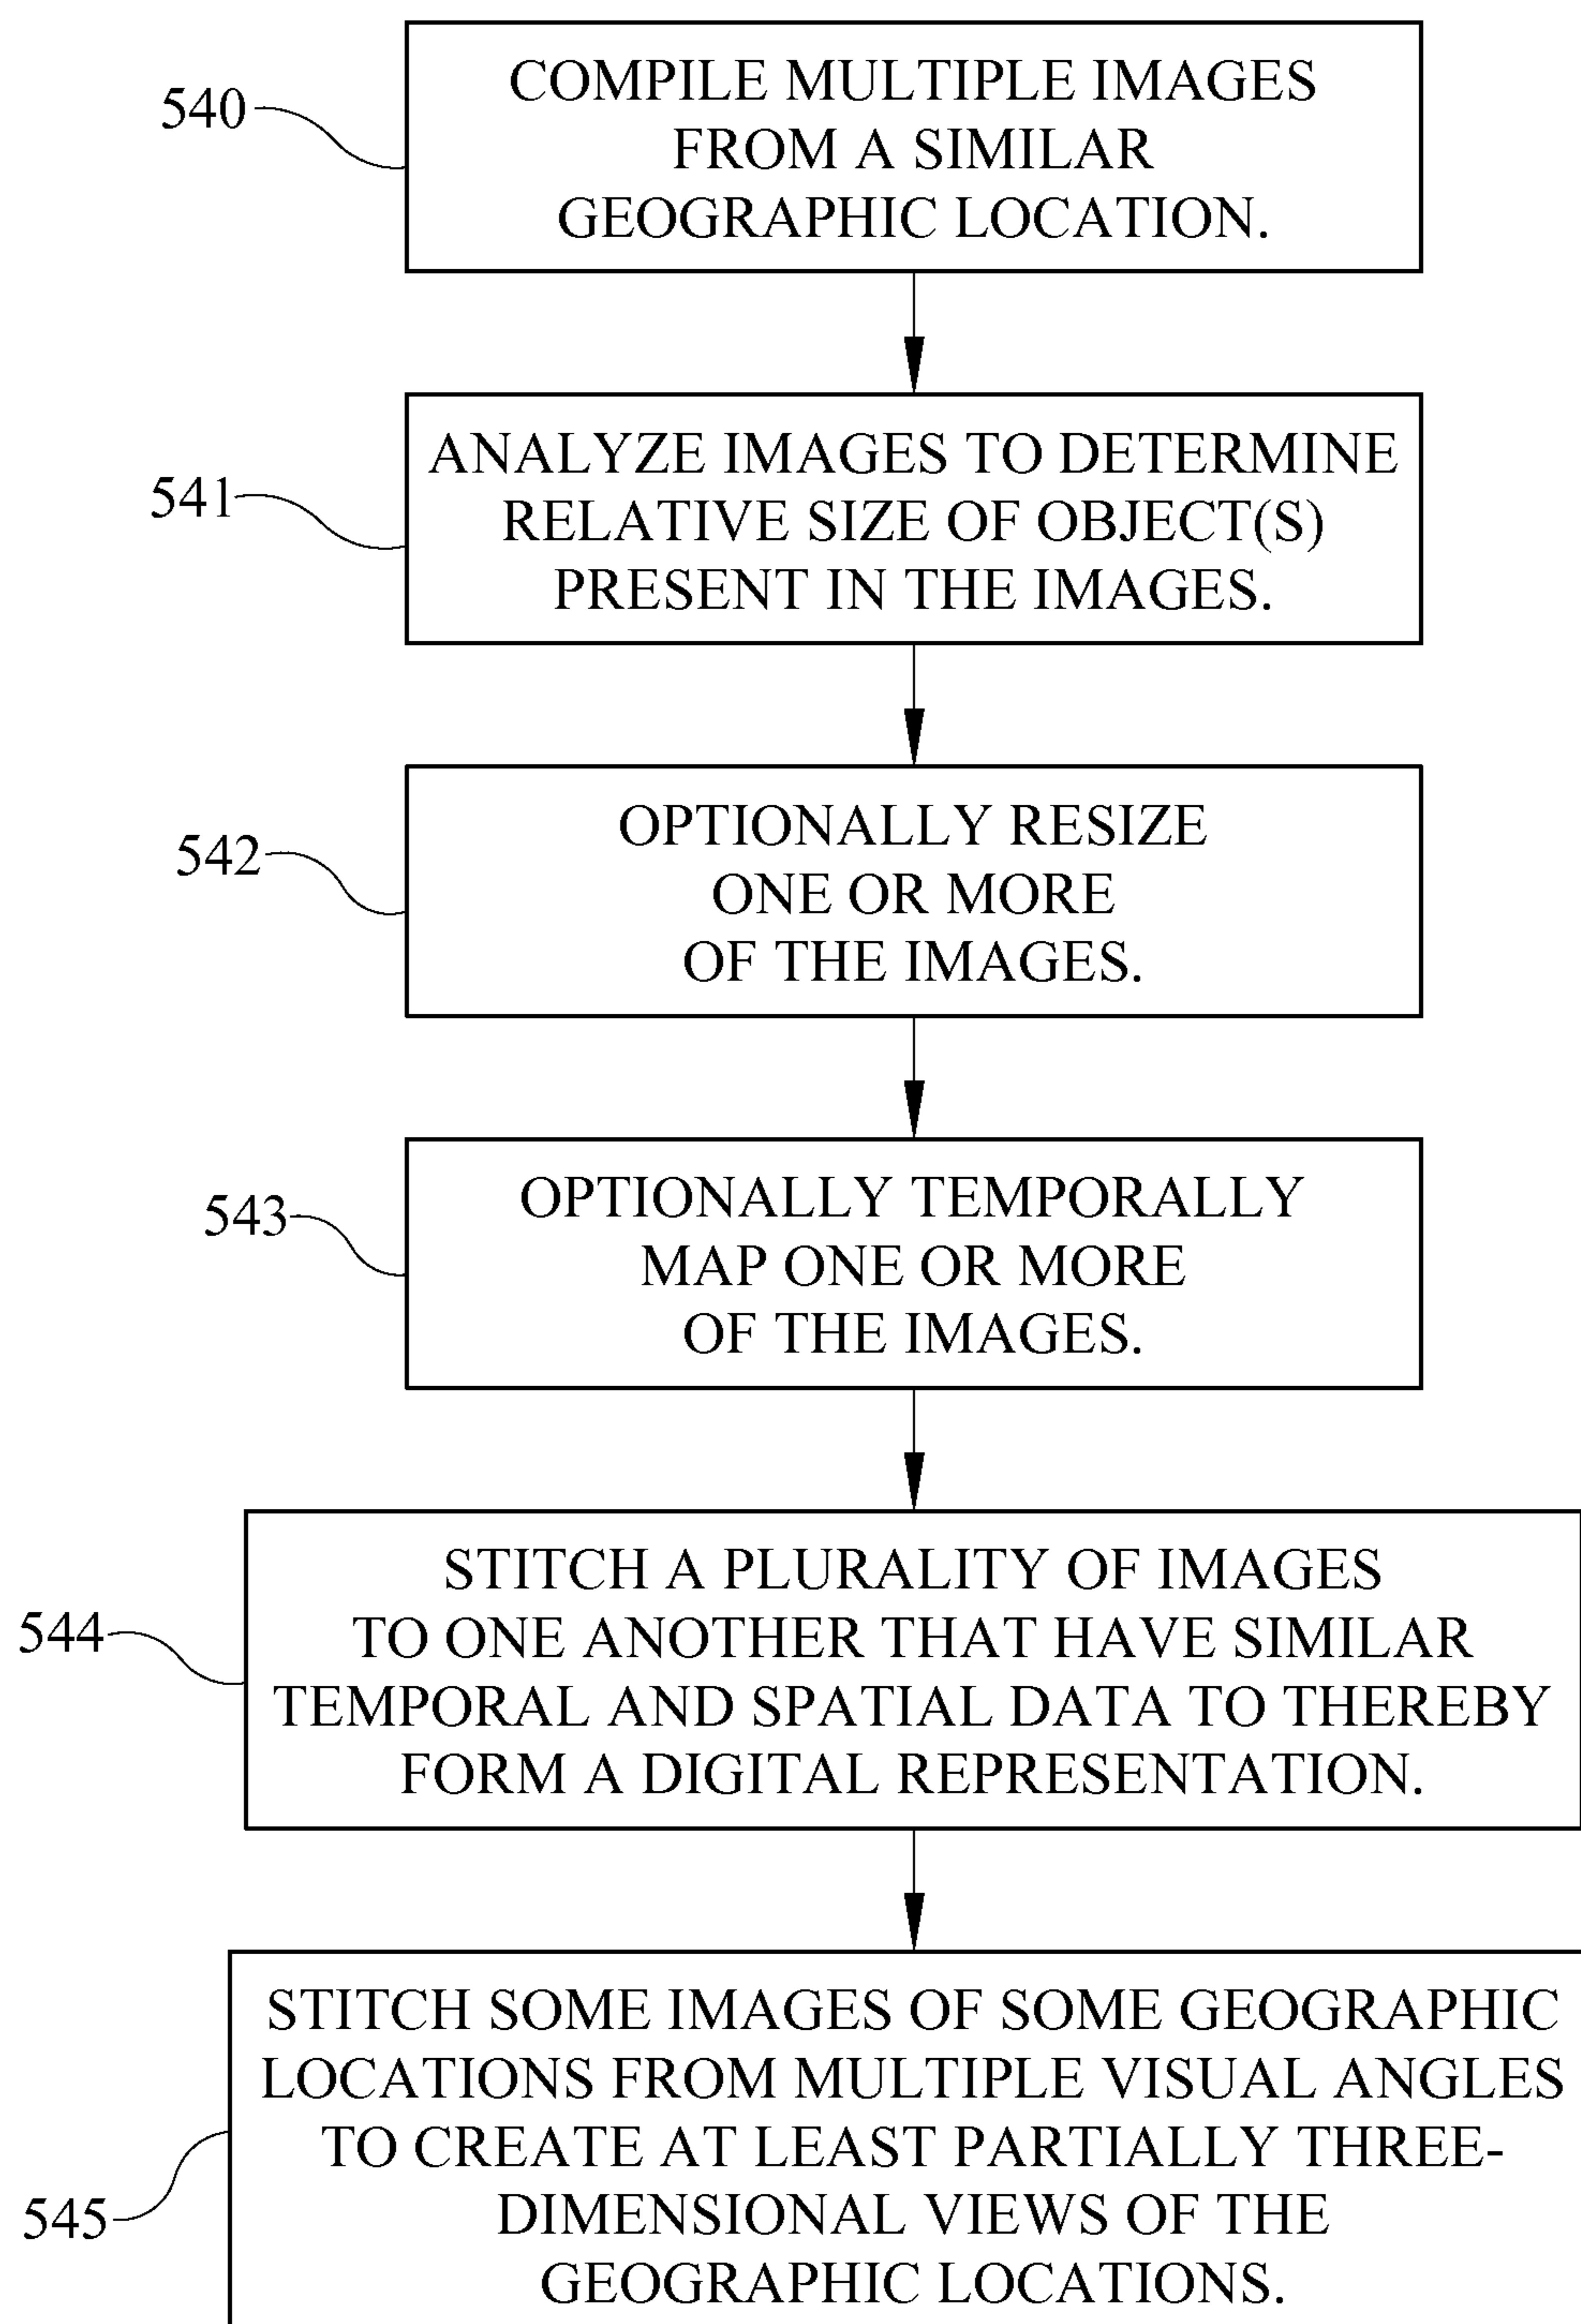 540
COMPILE MULTIPLE IMAGES
FROM A SIMILAR
GEOGRAPHIC LOCATION.
541
ANALYZE IMAGES TO DETERMINE
RELATIVE SIZE OF OBJECT(S)
PRESENT IN THE IMAGES.
542
OPTIONALLY RESIZE
ONE OR MORE
OF THE IMAGES.
543
OPTIONALLY TEMPORALLY
MAP ONE OR MORE
OF THE IMAGES.
544
STITCH A PLURALITY OF IMAGES
TO ONE ANOTHER THAT HAVE SIMILAR
TEMPORAL AND SPATIAL DATA TO THEREBY
FORM A DIGITAL REPRESENTATION.
545
STITCH SOME IMAGES OF SOME GEOGRAPHIC
LOCATIONS FROM MULTIPLE VISUAL ANGLES
TO CREATE AT LEAST PARTIALLY THREE-
DIMENSIONAL VIEWS OF THE
GEOGRAPHIC LOCATIONS.